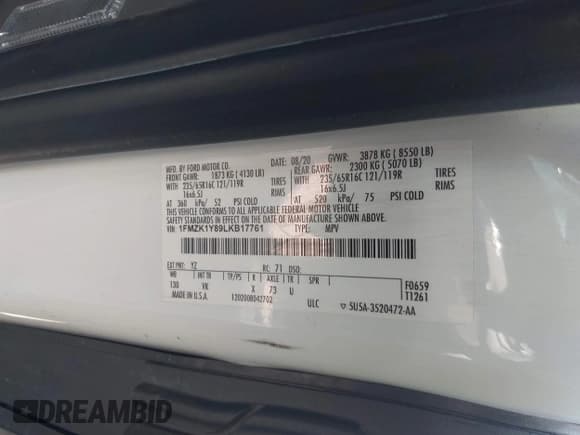 MFD. BY FORD MOTOR CO. 08/20 GVWR: 3878 KG ( 8550 LB)
FRONT GAWR: 1873 KG ( 4130 LB) REAR GAWR: 2300 KG ( 5070 LB)
WITH 235/65R16C 121/119R TIRES WITH 235/65R16C 121/119R TIRES
16x6.5J RIMS 16x6.5J RIMS
AT 360 kPa/ 52 PSI COLD AT 520 kPa/ 75 PSI COLD
THIS VEHICLE CONFORMS TO ALL APPLICABLE FEDERAL MOTOR VEHICLE
SAFETY STANDARDS IN EFFECT ON THE DATE OF MANUFACTURE SHOWN ABOVE.
VIN: 1FMZK1Y89LKB17761 TYPE: MPV
EXT PNT: YZ RC: 71 DSO:
WB INT TR TP/PS R AXLE TR SPR F0659
130 VK X 73 U T1261
MADE IN U.S.A. ULC 5U5A-3520472-AA
DREAMBID